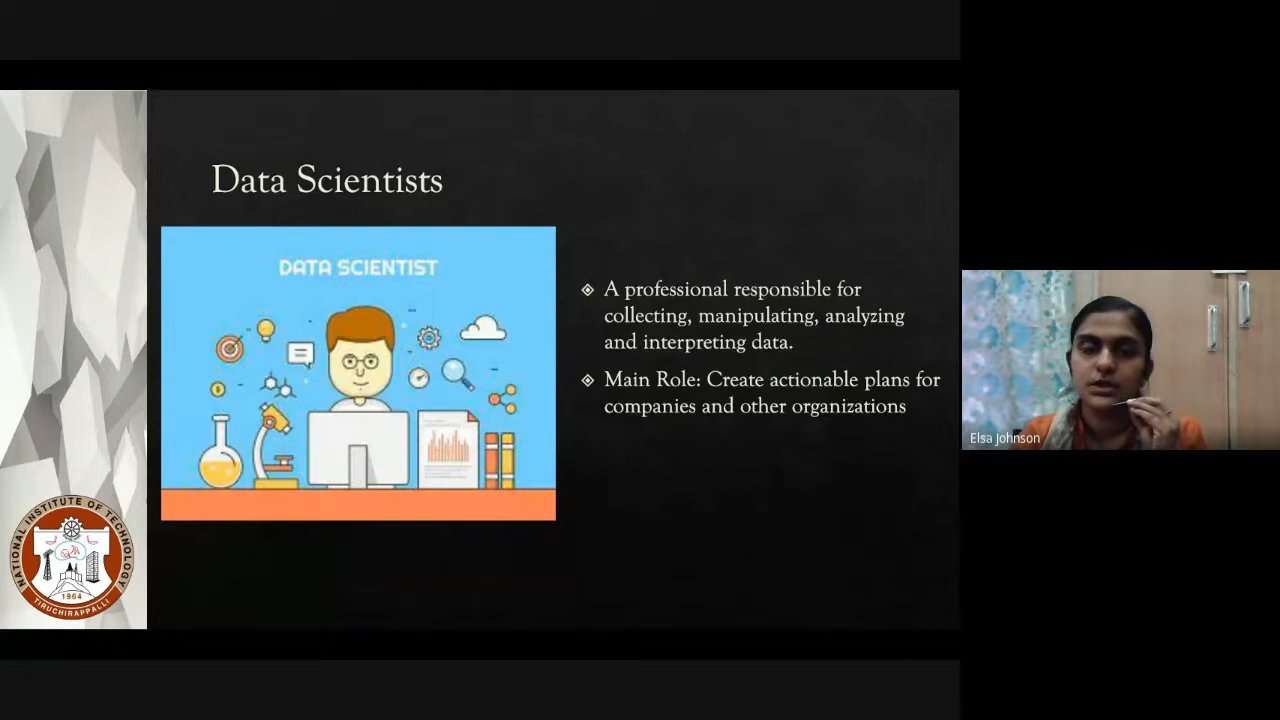 Data Scientists
DATA SCIENTIST
A professional responsible for
collecting, manipulating, analyzing
and interpreting data.
Main Role: Create actionable plans for
companies and other organizations
Elsa Johnson
NATIONAL INSTITUTE OF TECHNOLOGY
1964
TIRUCHIRAPPALLI